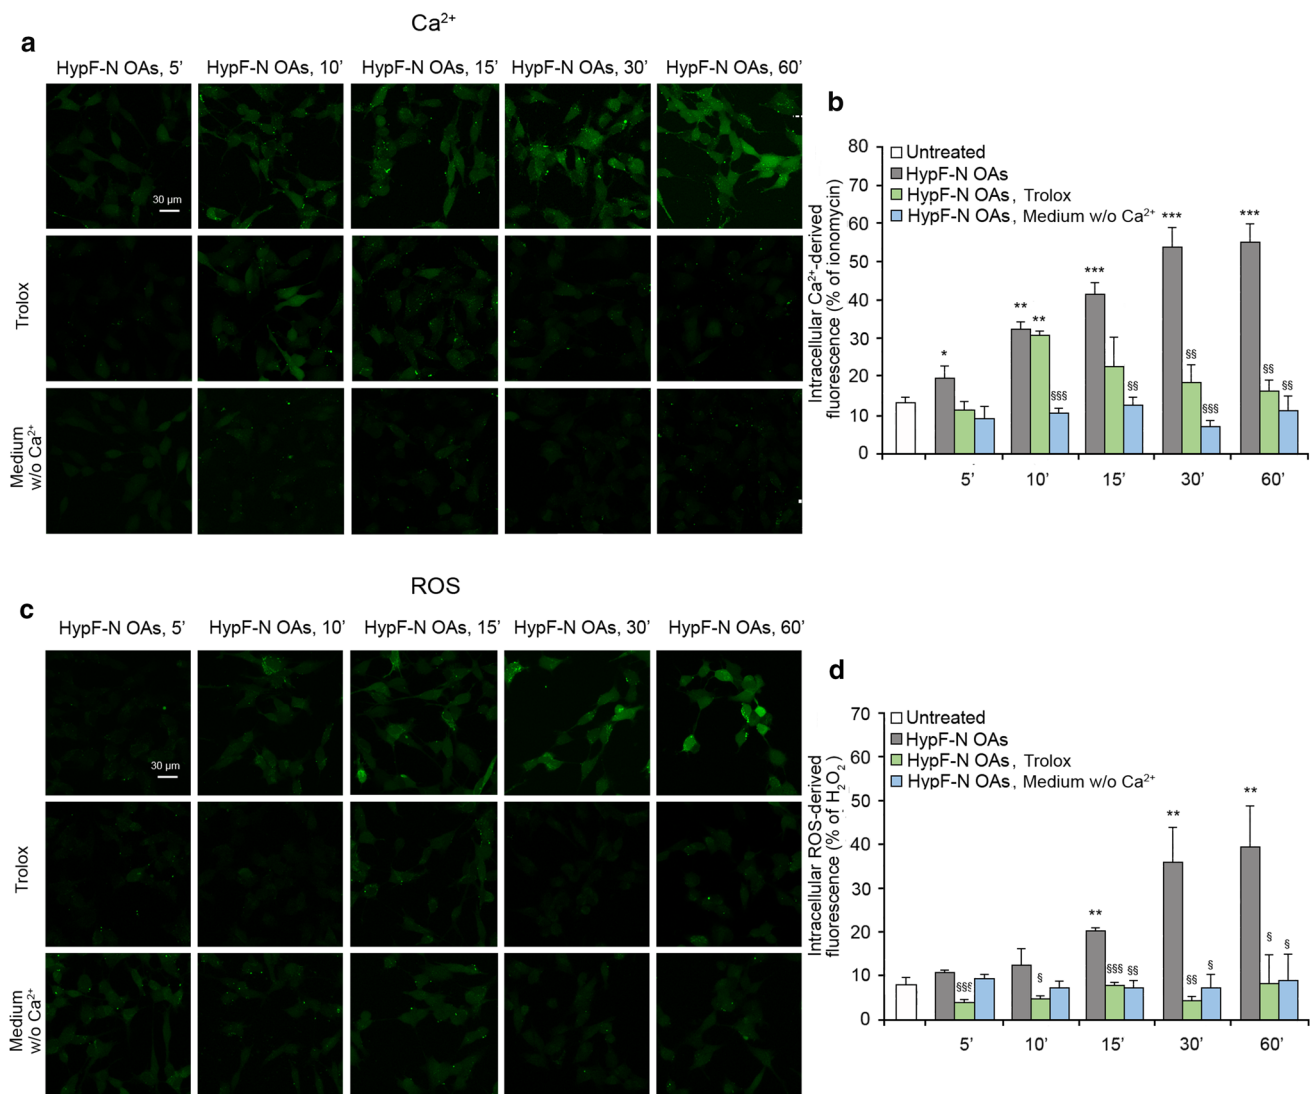 a
Ca²⁺
HypF-N OAs, 5’ HypF-N OAs, 10’ HypF-N OAs, 15’ HypF-N OAs, 30’ HypF-N OAs, 60’
30 µm
Trolox
Medium
w/o Ca²⁺
b
Intracellular Ca²⁺-derived
fluorescence (% of ionomycin)
80
70
60
50
40
30
20
10
0
Untreated
HypF-N OAs
HypF-N OAs, Trolox
HypF-N OAs, Medium w/o Ca²⁺
* ** ** *** *** ***
§§§ §§ §§ §§§ §§ §§
5’ 10’ 15’ 30’ 60’
c
ROS
HypF-N OAs, 5’ HypF-N OAs, 10’ HypF-N OAs, 15’ HypF-N OAs, 30’ HypF-N OAs, 60’
30 µm
Trolox
Medium
w/o Ca²⁺
d
Intracellular ROS-derived
fluorescence (% of H₂O₂)
70
60
50
40
30
20
10
0
Untreated
HypF-N OAs
HypF-N OAs, Trolox
HypF-N OAs, Medium w/o Ca²⁺
** ** **
§§§ § §§§ §§ §§ § § §
5’ 10’ 15’ 30’ 60’